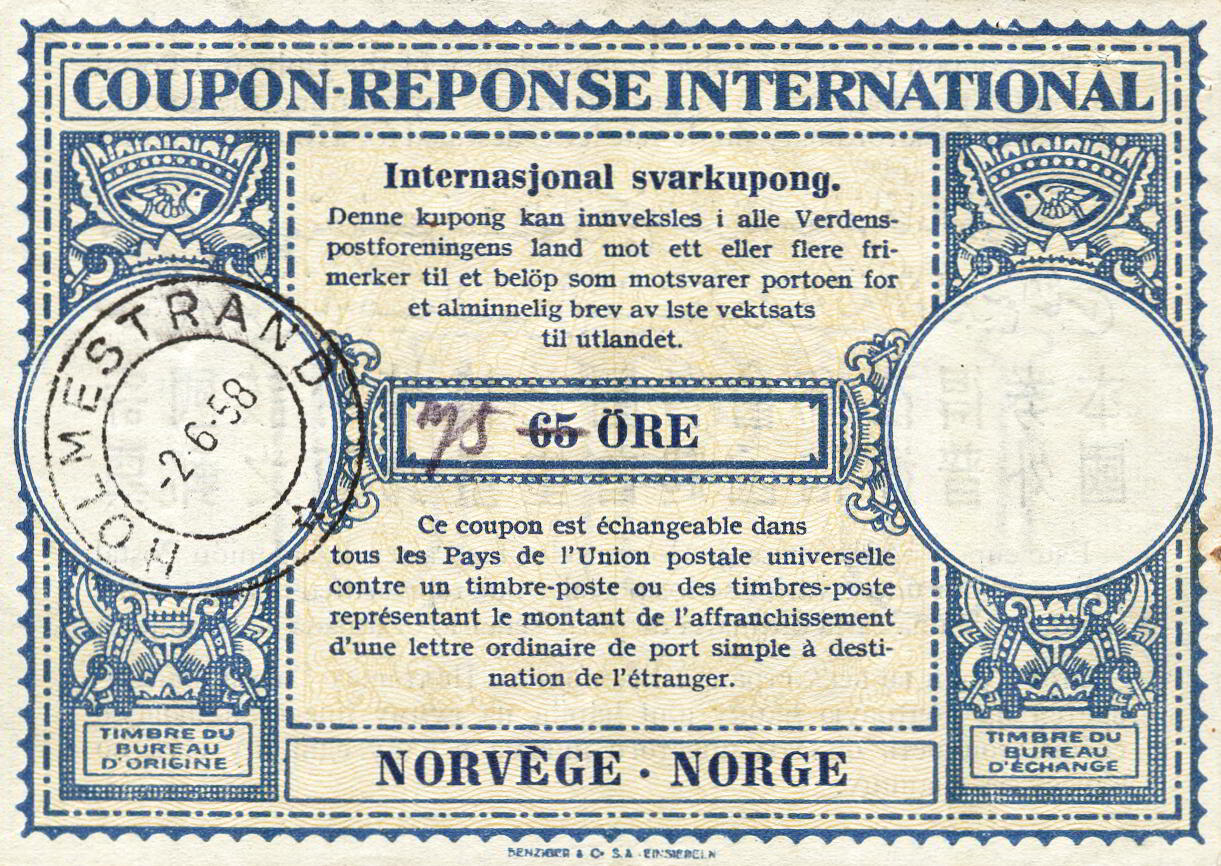 COUPON-REPONSE INTERNATIONAL
Internasjonal svarkupong.
Denne kupong kan innveksles i alle Verdens-
postforeningens land mot ett eller flere fri-
merker til et belöp som motsvarer portoen for
et alminnelig brev av 1ste vektsats
til utlandet.
HOLMESTRAND
-2.6.58
75 65 ÖRE
Ce coupon est échangeable dans
tous les Pays de l'Union postale universelle
contre un timbre-poste ou des timbres-poste
représentant le montant de l'affranchissement
d'une lettre ordinaire de port simple à desti-
nation de l'étranger.
TIMBRE DU
BUREAU
D'ORIGINE
TIMBRE DU
BUREAU
D'ÉCHANGE
NORVÈGE · NORGE
BENZIGER & Co S.A. EINSIEDELN